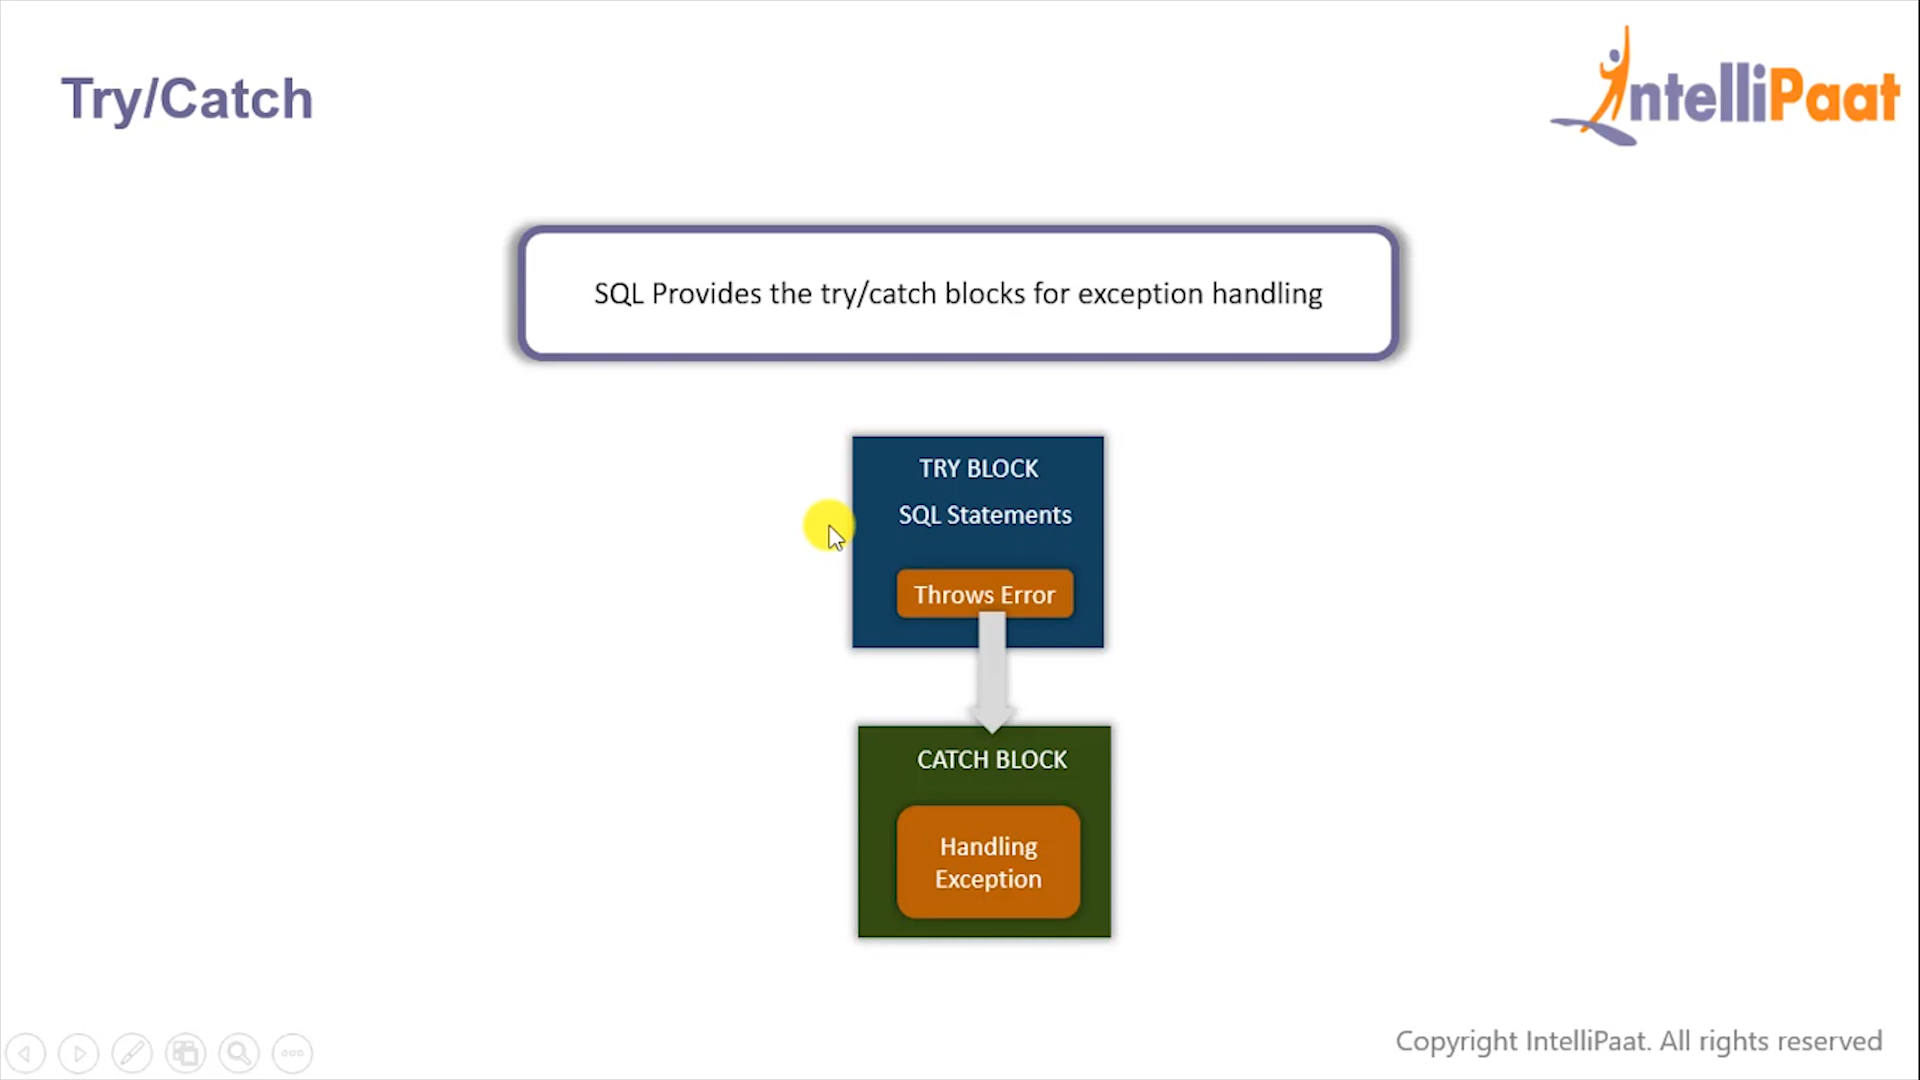 Try/Catch
IntelliPaat
SQL Provides the try/catch blocks for exception handling
TRY BLOCK
SQL Statements
Throws Error
CATCH BLOCK
Handling
Exception
Copyright IntelliPaat. All rights reserved